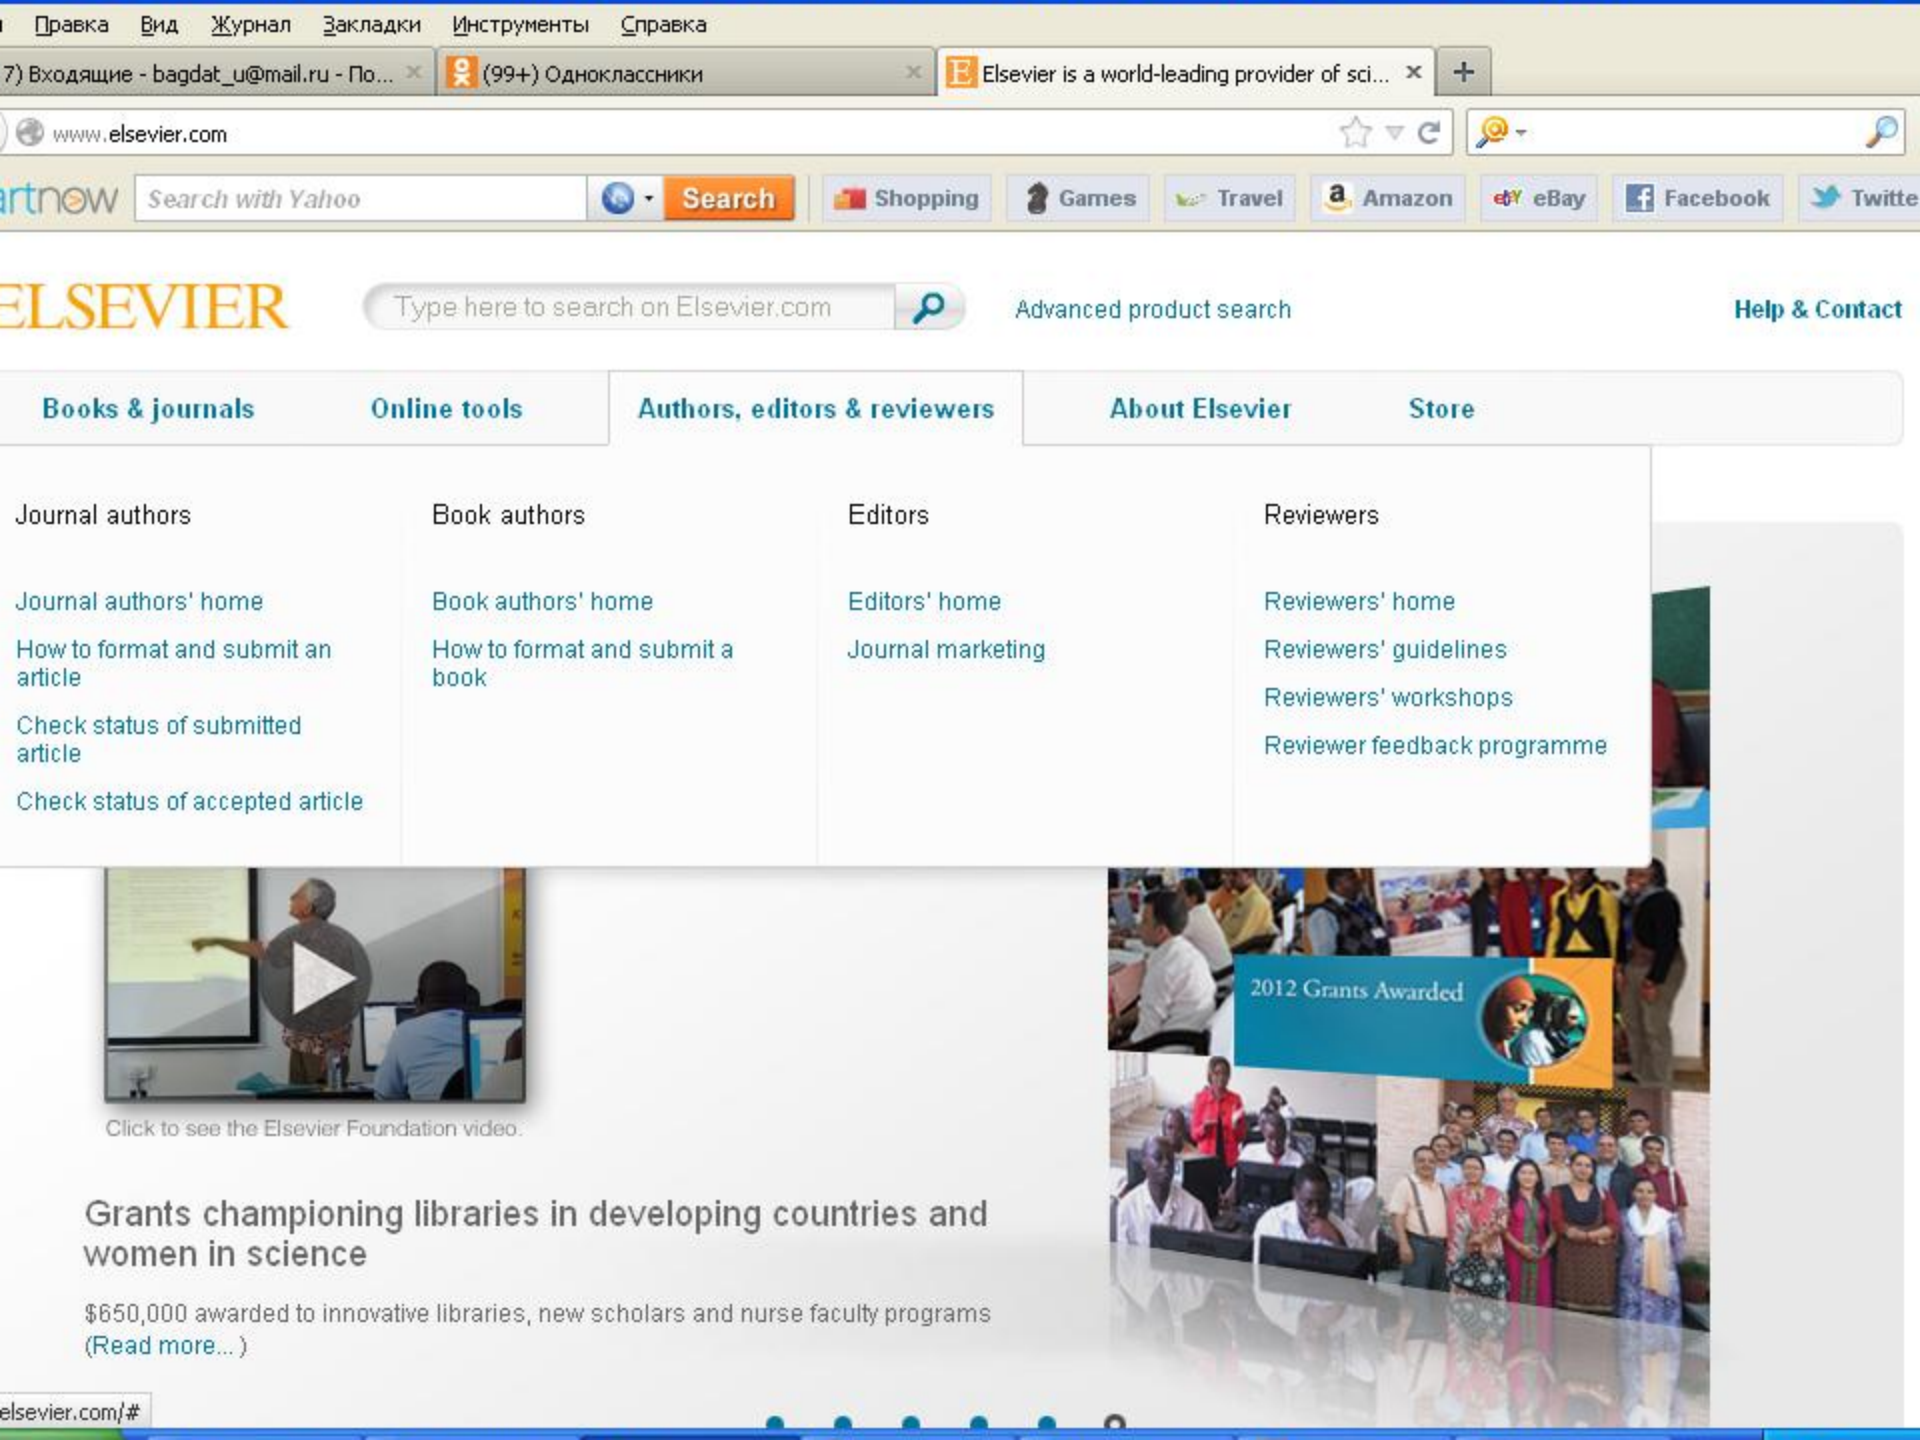 Правка Вид Журнал Закладки Инструменты Справка
7) Входящие - bagdat_u@mail.ru - По... (99+) Одноклассники Elsevier is a world-leading provider of sci...
www.elsevier.com
artnow Search with Yahoo Search Shopping Games Travel Amazon eBay Facebook Twitte
ELSEVIER Type here to search on Elsevier.com Advanced product search Help & Contact
Books & journals Online tools Authors, editors & reviewers About Elsevier Store
Journal authors
Journal authors' home
How to format and submit an
article
Check status of submitted
article
Check status of accepted article
Book authors
Book authors' home
How to format and submit a
book
Editors
Editors' home
Journal marketing
Reviewers
Reviewers' home
Reviewers' guidelines
Reviewers' workshops
Reviewer feedback programme
2012 Grants Awarded
Click to see the Elsevier Foundation video.
Grants championing libraries in developing countries and
women in science
$650,000 awarded to innovative libraries, new scholars and nurse faculty programs
(Read more... )
elsevier.com/#